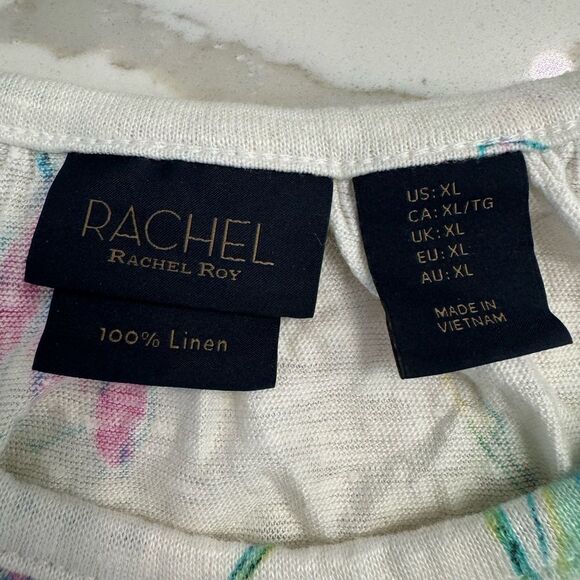 RACHEL
RACHEL ROY
100% Linen
US: XL
CA: XL/TG
UK: XL
EU: XL
AU: XL
MADE IN
VIETNAM